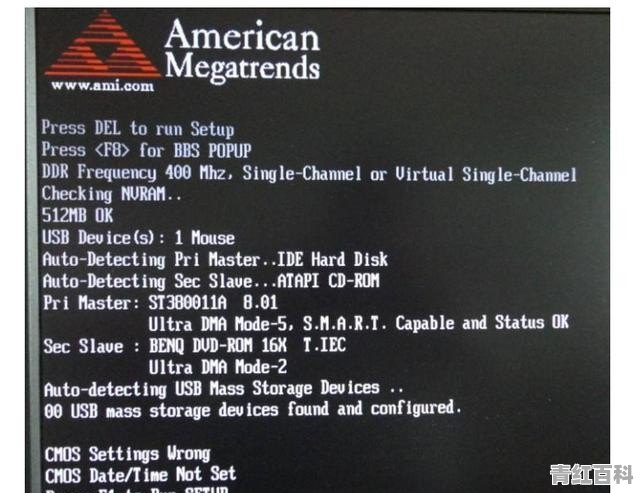 American
Megatrends
www.ami.com
Press DEL to run Setup
Press <F8> for BBS POPUP
DDR Frequency 400 Mhz, Single-Channel or Virtual Single-Channel
Checking NVRAM..
512MB OK
USB Device(s): 1 Mouse
Auto-Detecting Pri Master..IDE Hard Disk
Auto-Detecting Sec Slave...ATAPI CD-ROM
Pri Master: ST380011A 8.01
Ultra DMA Mode-5, S.M.A.R.T. Capable and Status OK
Sec Slave : BENQ DVD-ROM 16X T.IEC
Ultra DMA Mode-2
Auto-detecting USB Mass Storage Devices ..
00 USB mass storage devices found and configured.
CMOS Settings Wrong
CMOS Date/Time Not Set
青红百科